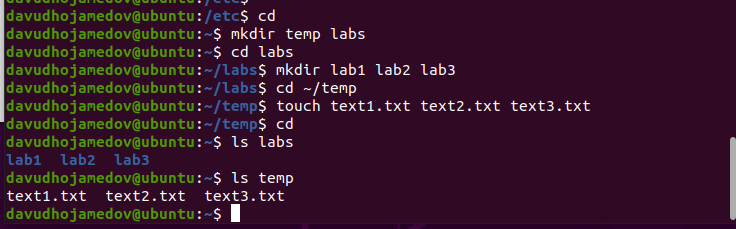 davudhojamedov@ubuntu:/etc$
davudhojamedov@ubuntu:/etc$ cd
davudhojamedov@ubuntu:~$ mkdir temp labs
davudhojamedov@ubuntu:~$ cd labs
davudhojamedov@ubuntu:~/labs$ mkdir lab1 lab2 lab3
davudhojamedov@ubuntu:~/labs$ cd ~/temp
davudhojamedov@ubuntu:~/temp$ touch text1.txt text2.txt text3.txt
davudhojamedov@ubuntu:~/temp$ cd
davudhojamedov@ubuntu:~$ ls labs
lab1 lab2 lab3
davudhojamedov@ubuntu:~$ ls temp
text1.txt text2.txt text3.txt
davudhojamedov@ubuntu:~$